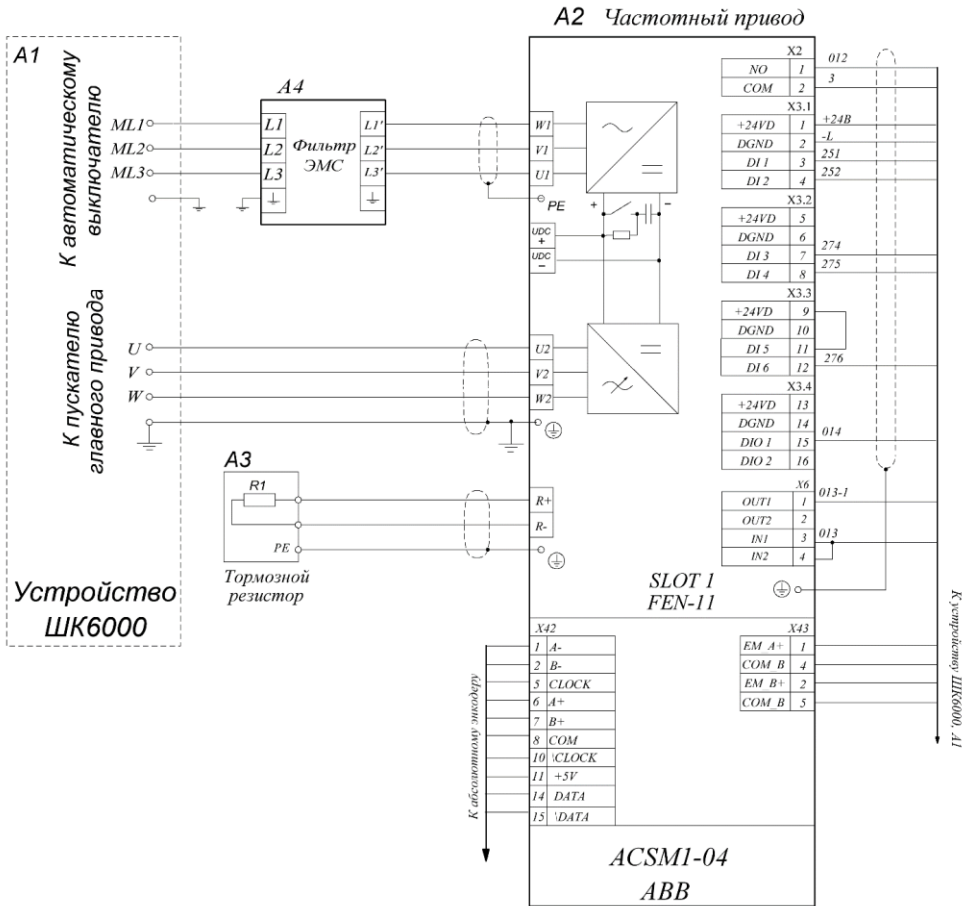 A2 Частотный привод
A1
К автоматическому
выключателю
ML1
ML2
ML3
A4
L1 L1'
L2 L2'
L3 L3'
Фильтр
ЭМС
W1
V1
U1
PE
+ −
UDC
+
UDC
−
К пускателю
главного привода
U
V
W
U2
V2
W2
A3
R1
PE
Тормозной
резистор
R+
R-
Устройство
ШК6000
X2
NO 1 012
COM 2 3
X3.1
+24VD 1 +24В
DGND 2 -L
DI 1 3 251
DI 2 4 252
X3.2
+24VD 5
DGND 6
DI 3 7 274
DI 4 8 275
X3.3
+24VD 9
DGND 10
DI 5 11
DI 6 12 276
X3.4
+24VD 13
DGND 14
DIO 1 15 014
DIO 2 16
X6
OUT1 1 013-1
OUT2 2
IN1 3 013
IN2 4
SLOT 1
FEN-11
X42
1 A-
2 B-
5 CLOCK
6 A+
7 B+
8 COM
10 \CLOCK
11 +5V
14 DATA
15 \DATA
К абсолютному энкодеру
X43
EM_A+ 1
COM_B 4
EM_B+ 2
COM_B 5
К устройству ШК6000, А1
ACSM1-04
ABB